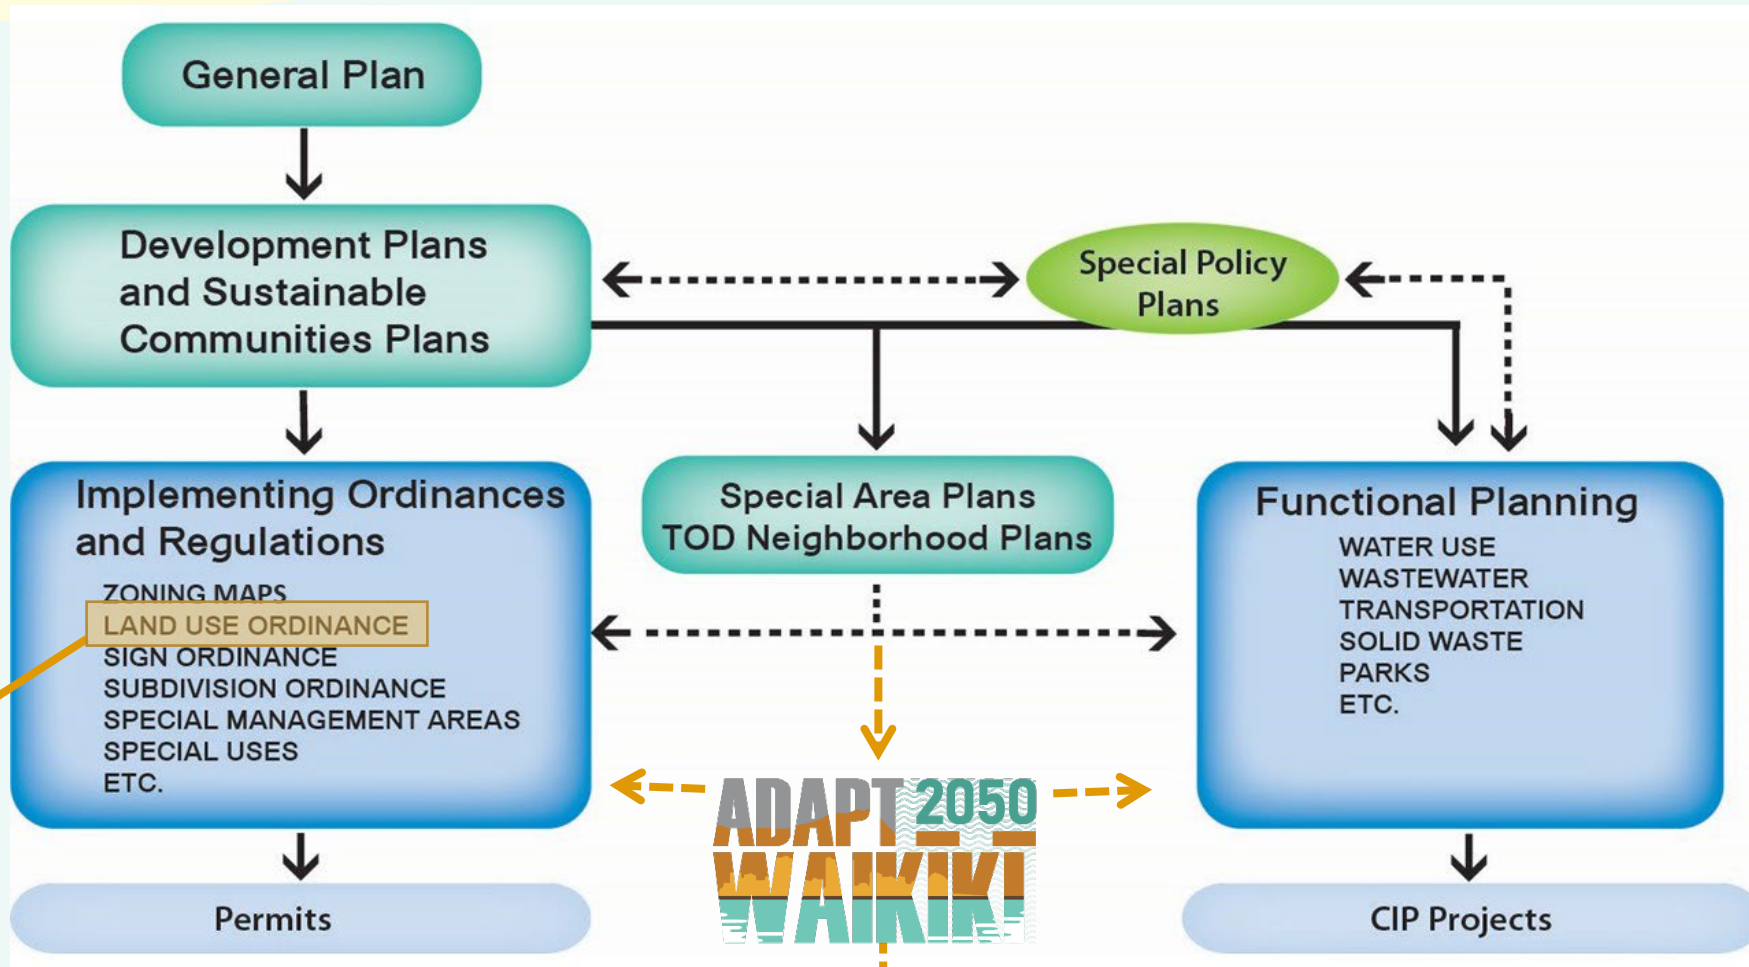 General Plan
Development Plans
and Sustainable
Communities Plans
Special Policy
Plans
Implementing Ordinances
and Regulations
ZONING MAPS
LAND USE ORDINANCE
SIGN ORDINANCE
SUBDIVISION ORDINANCE
SPECIAL MANAGEMENT AREAS
SPECIAL USES
ETC.
Special Area Plans
TOD Neighborhood Plans
Functional Planning
WATER USE
WASTEWATER
TRANSPORTATION
SOLID WASTE
PARKS
ETC.
ADAPT 2050
WAIKĪKĪ
Permits
CIP Projects